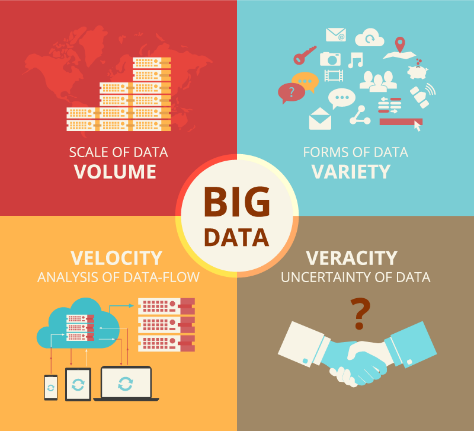 SCALE OF DATA
VOLUME
FORMS OF DATA
VARIETY
BIG
DATA
VELOCITY
ANALYSIS OF DATA-FLOW
VERACITY
UNCERTAINTY OF DATA
?
?